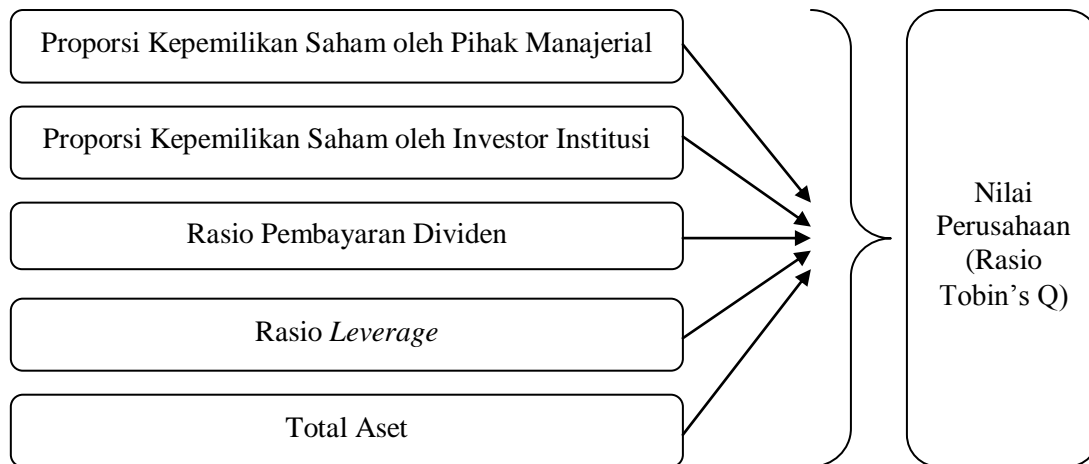 Proporsi Kepemilikan Saham oleh Pihak Manajerial
Proporsi Kepemilikan Saham oleh Investor Institusi
Rasio Pembayaran Dividen
Rasio Leverage
Total Aset
Nilai
Perusahaan
(Rasio
Tobin’s Q)